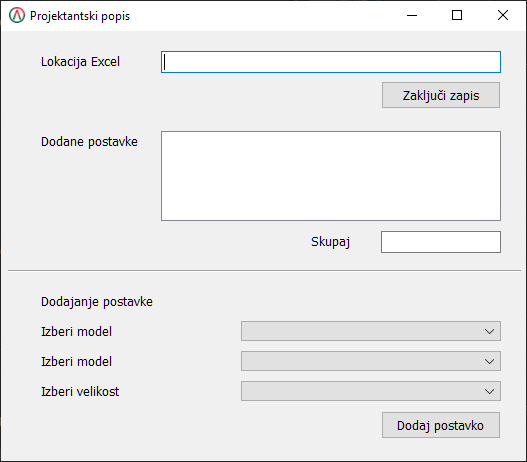 Projektantski popis
Lokacija Excel
Zaključi zapis
Dodane postavke
Skupaj
Dodajanje postavke
Izberi model
Izberi model
Izberi velikost
Dodaj postavko